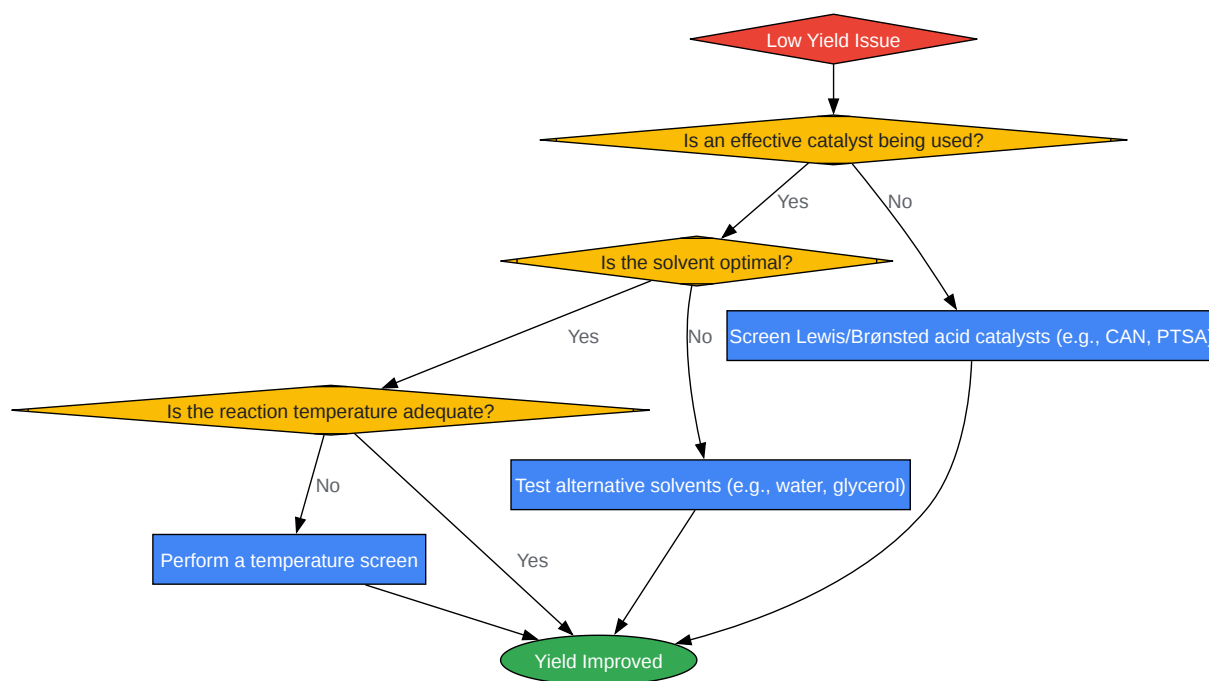 Low Yield Issue
Is an effective catalyst being used?
Yes
No
Is the solvent optimal?
Screen Lewis/Brønsted acid catalysts (e.g., CAN, PTSA)
Yes
No
Is the reaction temperature adequate?
Test alternative solvents (e.g., water, glycerol)
No
Perform a temperature screen
Yes
Yield Improved